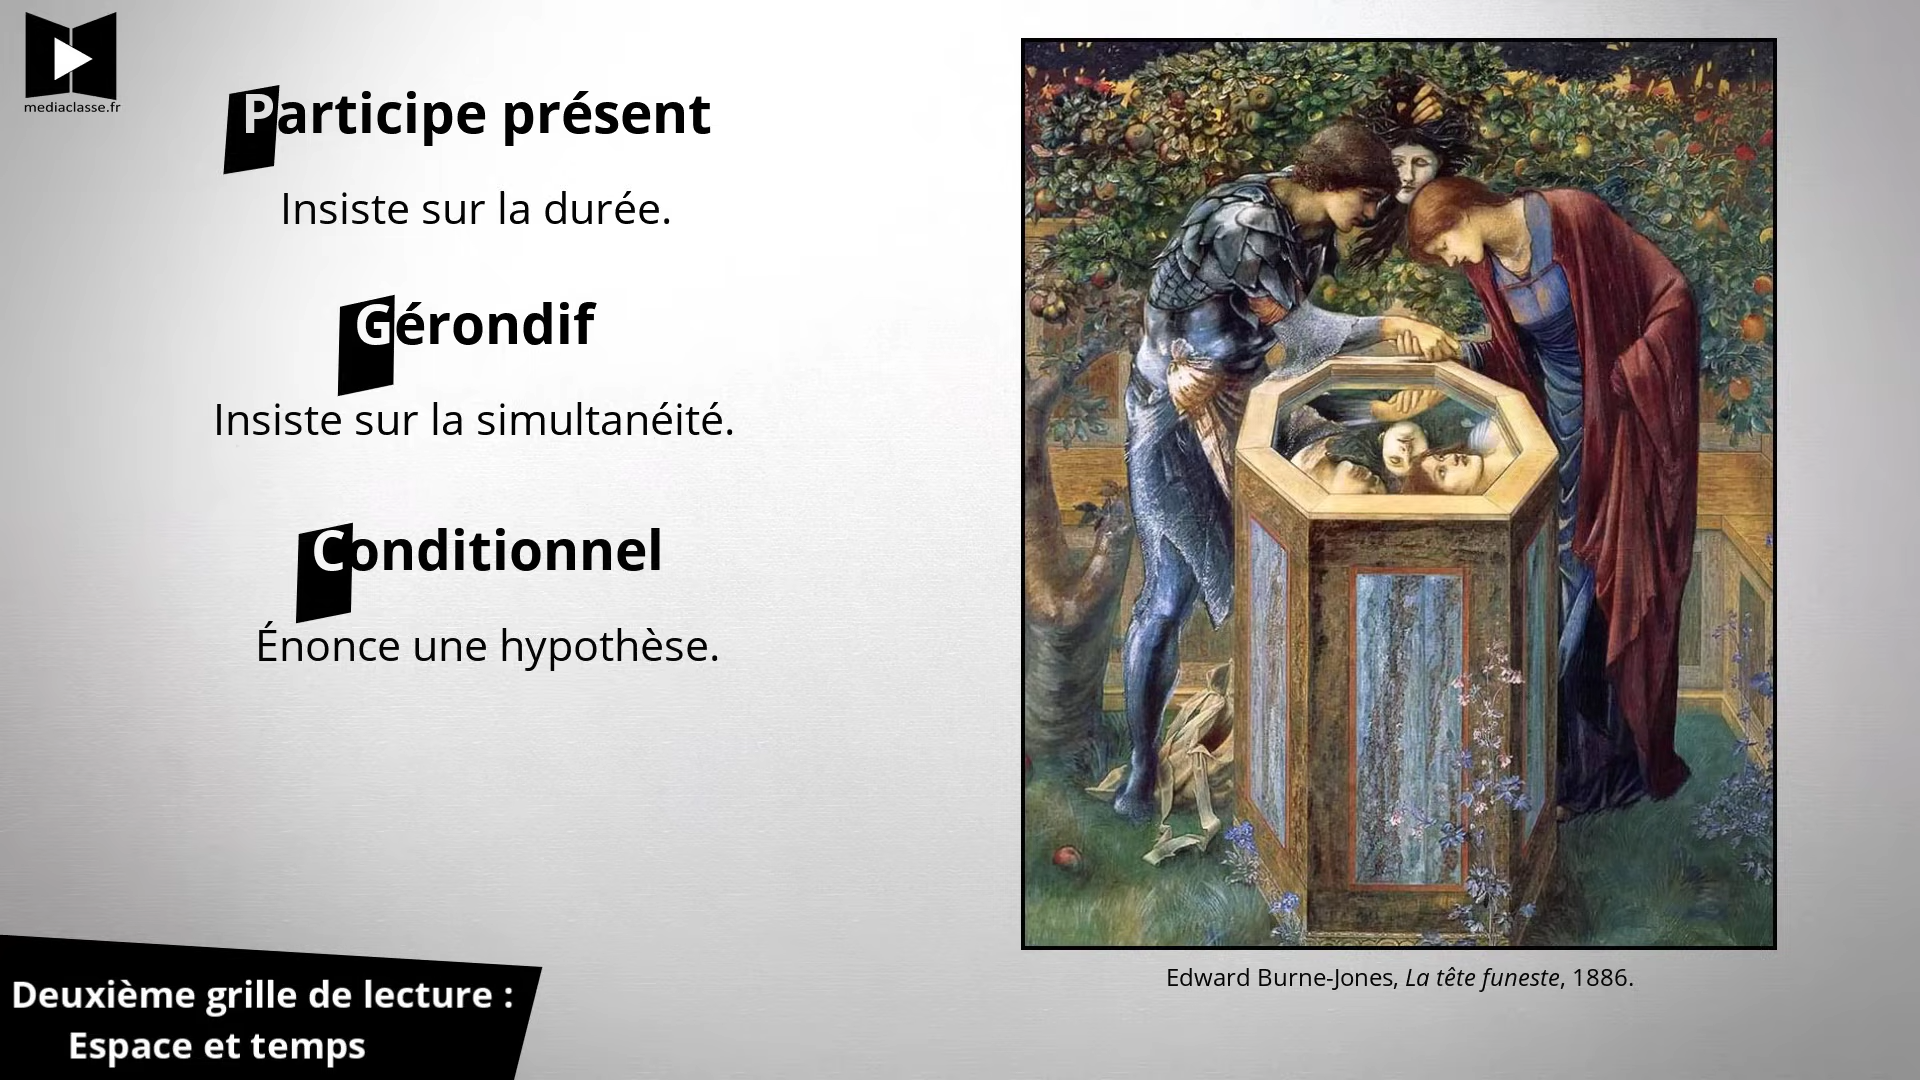 mediaclasse.fr
Participe présent
Insiste sur la durée.
Gérondif
Insiste sur la simultanéité.
Conditionnel
Énonce une hypothèse.
Edward Burne-Jones, La tête funeste, 1886.
Deuxième grille de lecture :
Espace et temps